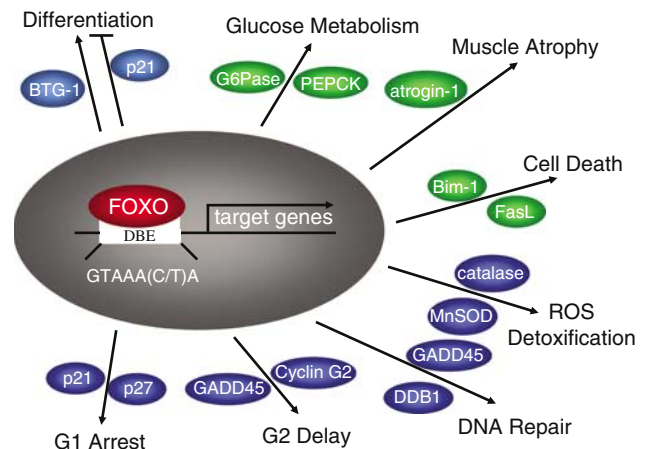 Differentiation
Glucose Metabolism
Muscle Atrophy
BTG-1
p21
G6Pase
PEPCK
atrogin-1
Cell Death
Bim-1
FasL
FOXO
DBE
target genes
GTAAA(C/T)A
catalase
MnSOD
ROS
Detoxification
GADD45
DDB1
DNA Repair
p21
p27
G1 Arrest
GADD45
Cyclin G2
G2 Delay